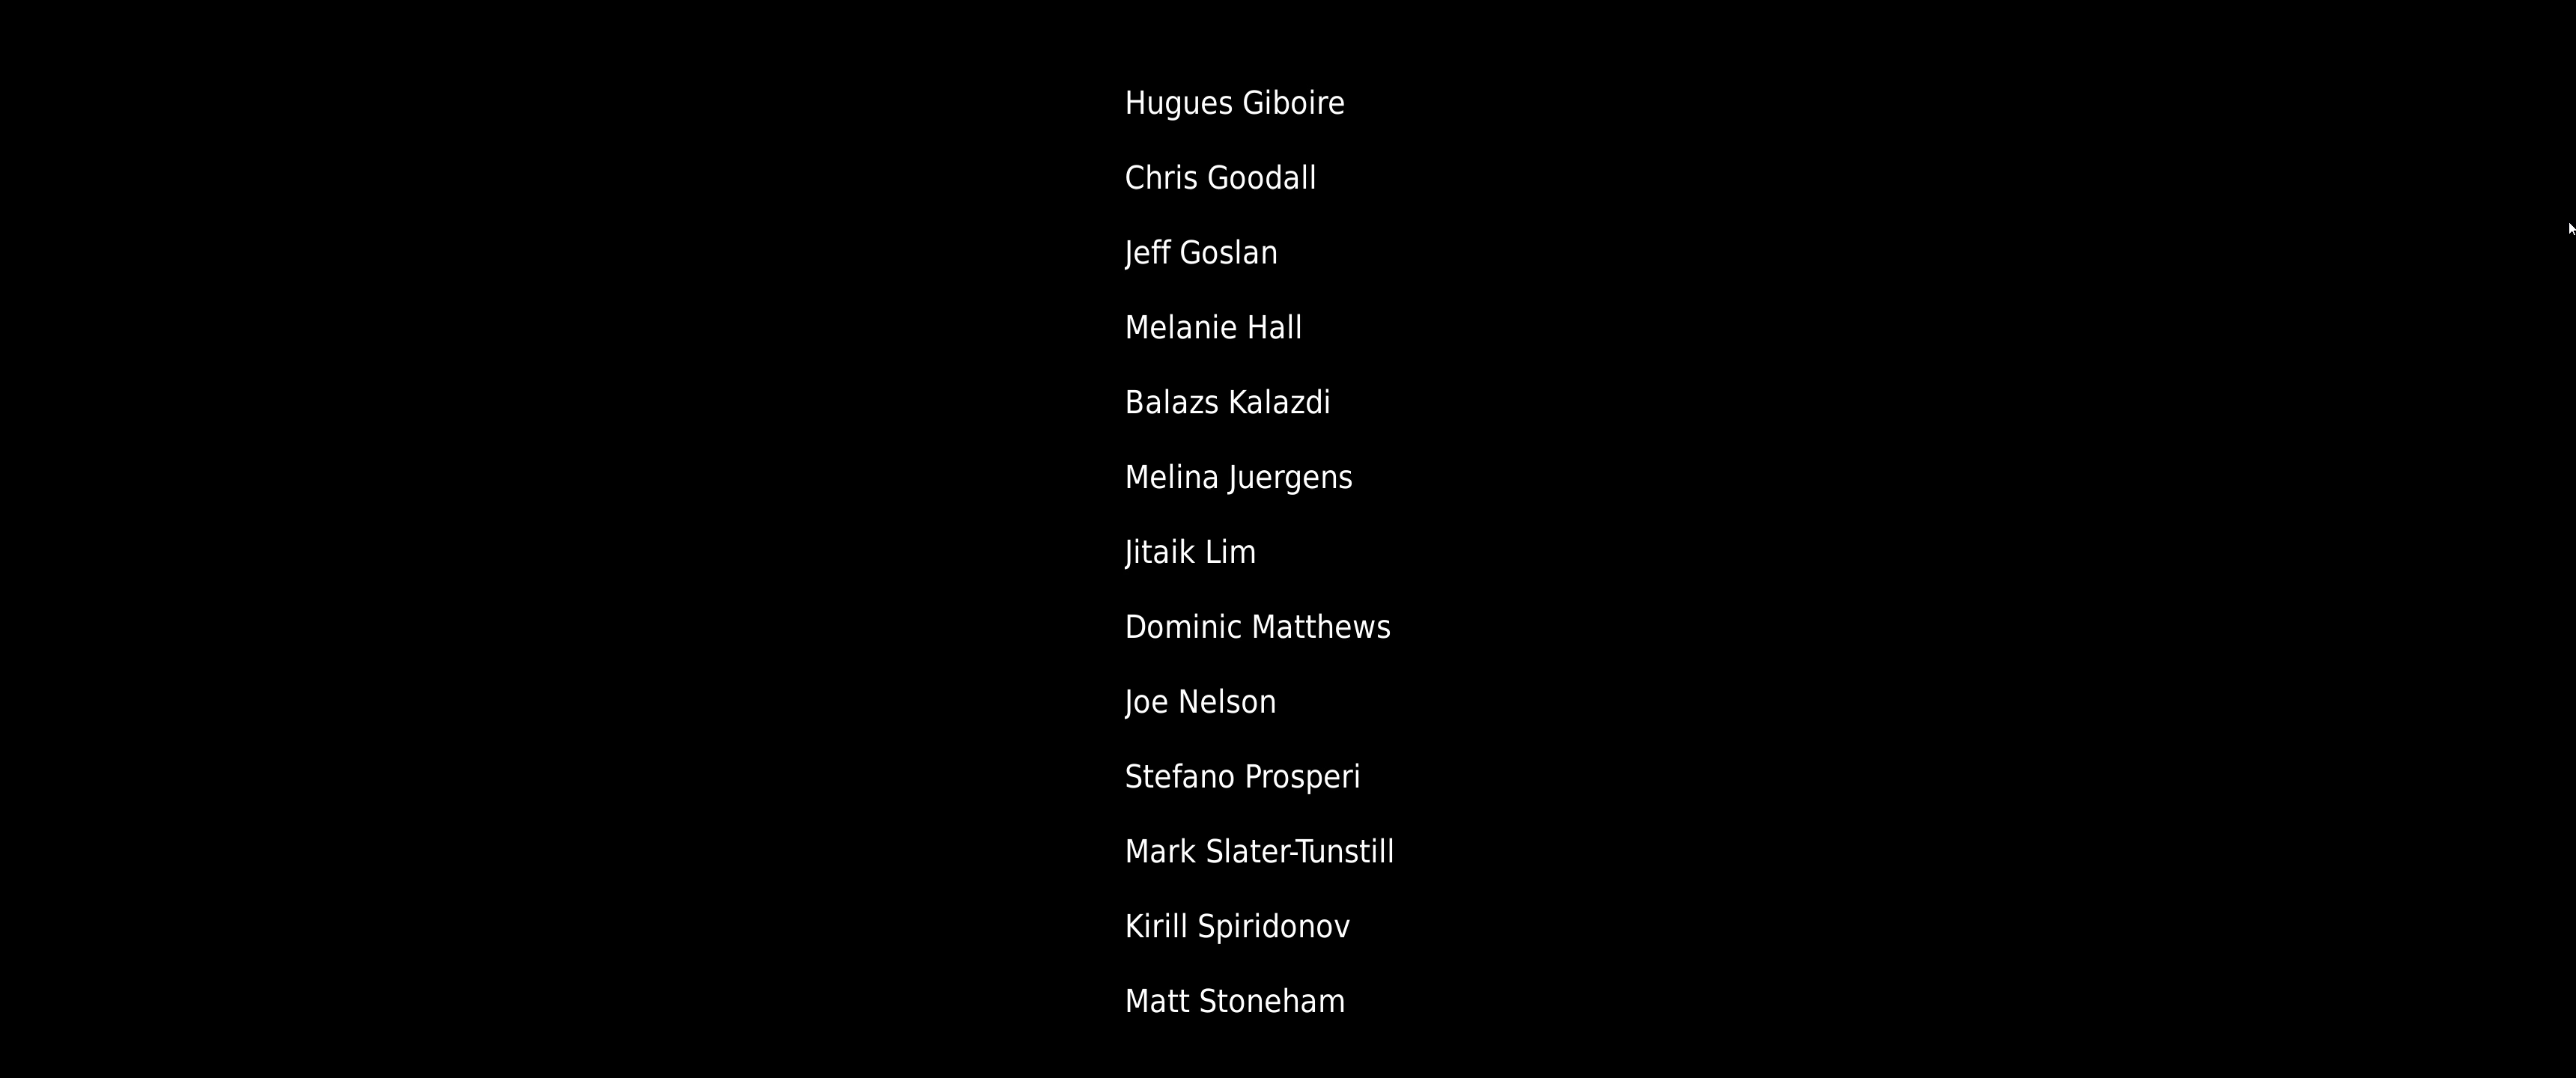 Hugues Giboire
Chris Goodall
Jeff Goslan
Melanie Hall
Balazs Kalazdi
Melina Juergens
Jitaik Lim
Dominic Matthews
Joe Nelson
Stefano Prosperi
Mark Slater-Tunstill
Kirill Spiridonov
Matt Stoneham